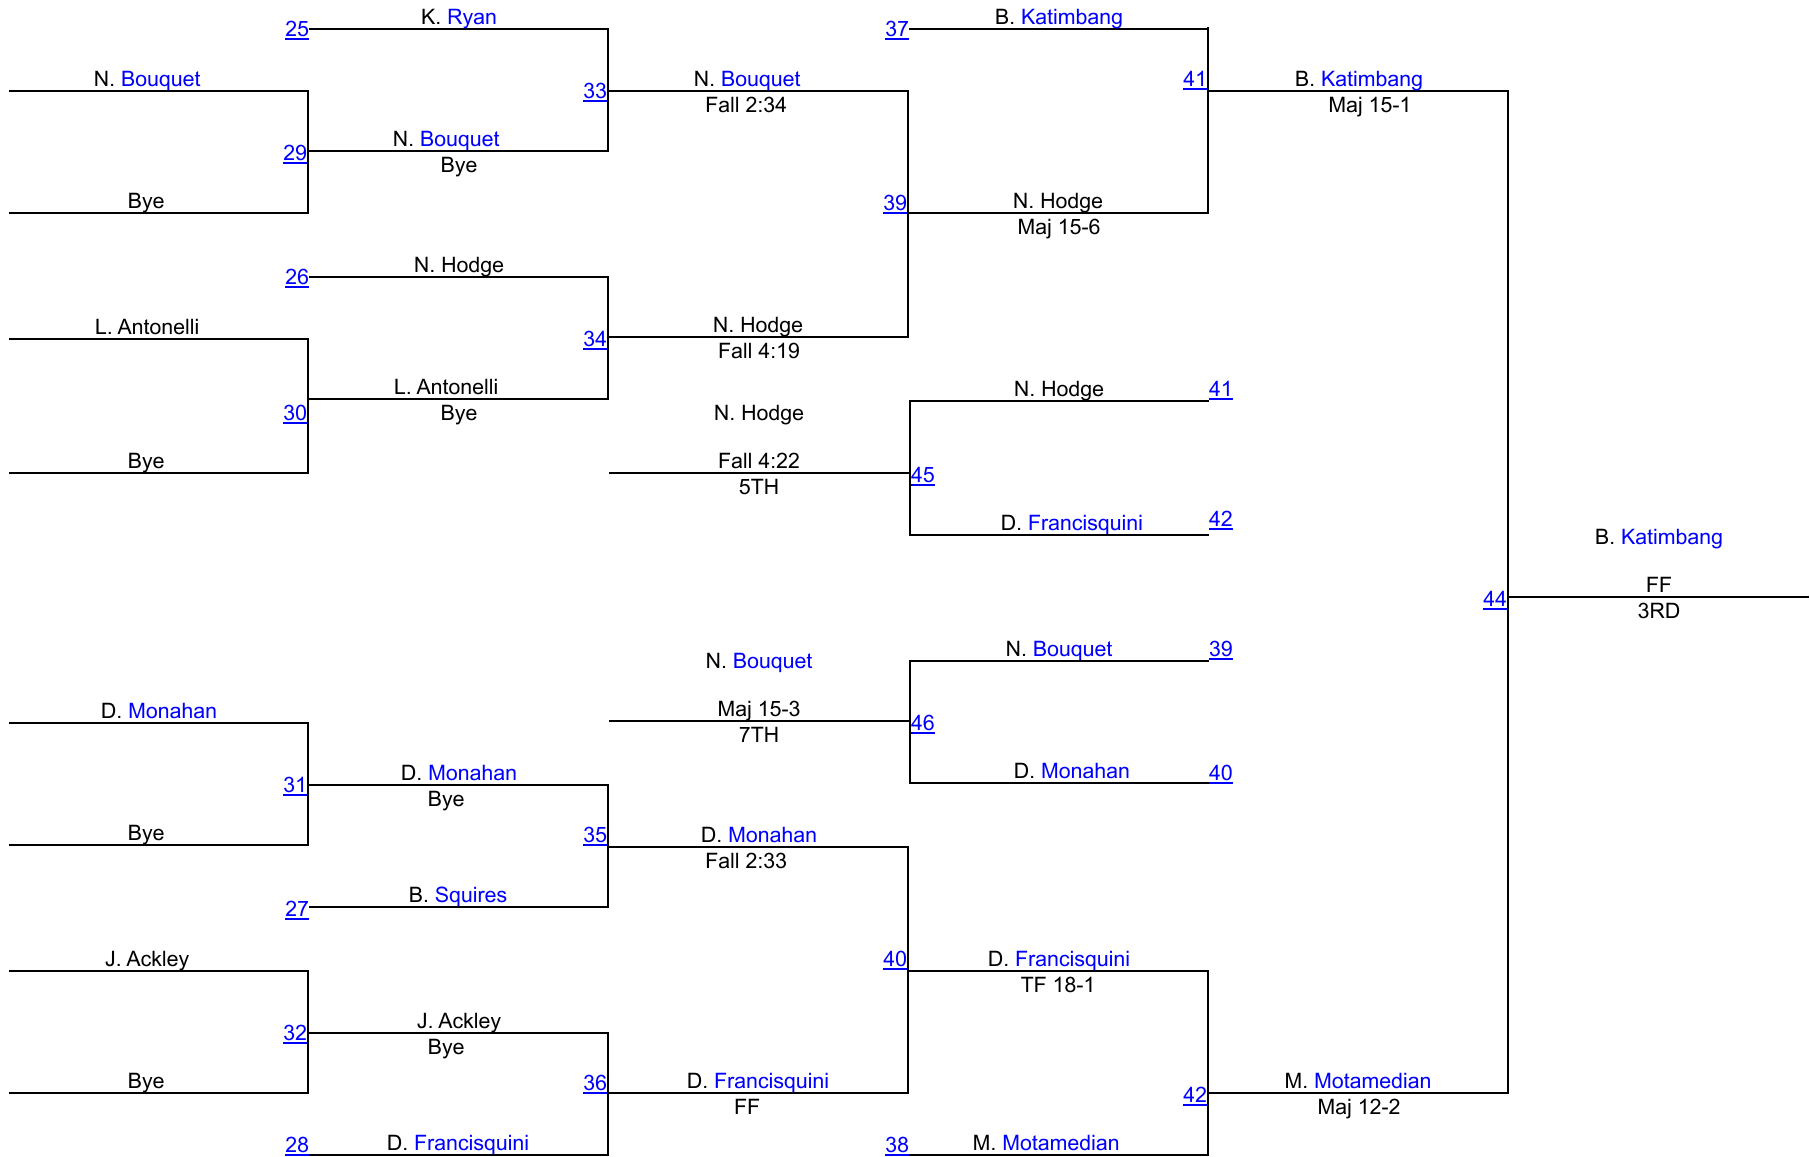 K. Ryan
25
B. Katimbang
37
N. Bouquet
33
N. Bouquet
Fall 2:34
41
B. Katimbang
Maj 15-1
29
N. Bouquet
Bye
Bye
39
N. Hodge
Maj 15-6
26
N. Hodge
L. Antonelli
34
N. Hodge
Fall 4:19
30
L. Antonelli
Bye
N. Hodge
41
N. Hodge
Bye
Fall 4:22
5TH
45
D. Francisquini
42
B. Katimbang
44
FF
3RD
N. Bouquet
N. Bouquet
39
D. Monahan
Maj 15-3
7TH
46
31
D. Monahan
Bye
D. Monahan
40
Bye
35
D. Monahan
Fall 2:33
27
B. Squires
J. Ackley
40
D. Francisquini
TF 18-1
32
J. Ackley
Bye
Bye
36
D. Francisquini
FF
42
M. Motamedian
Maj 12-2
28
D. Francisquini
38
M. Motamedian